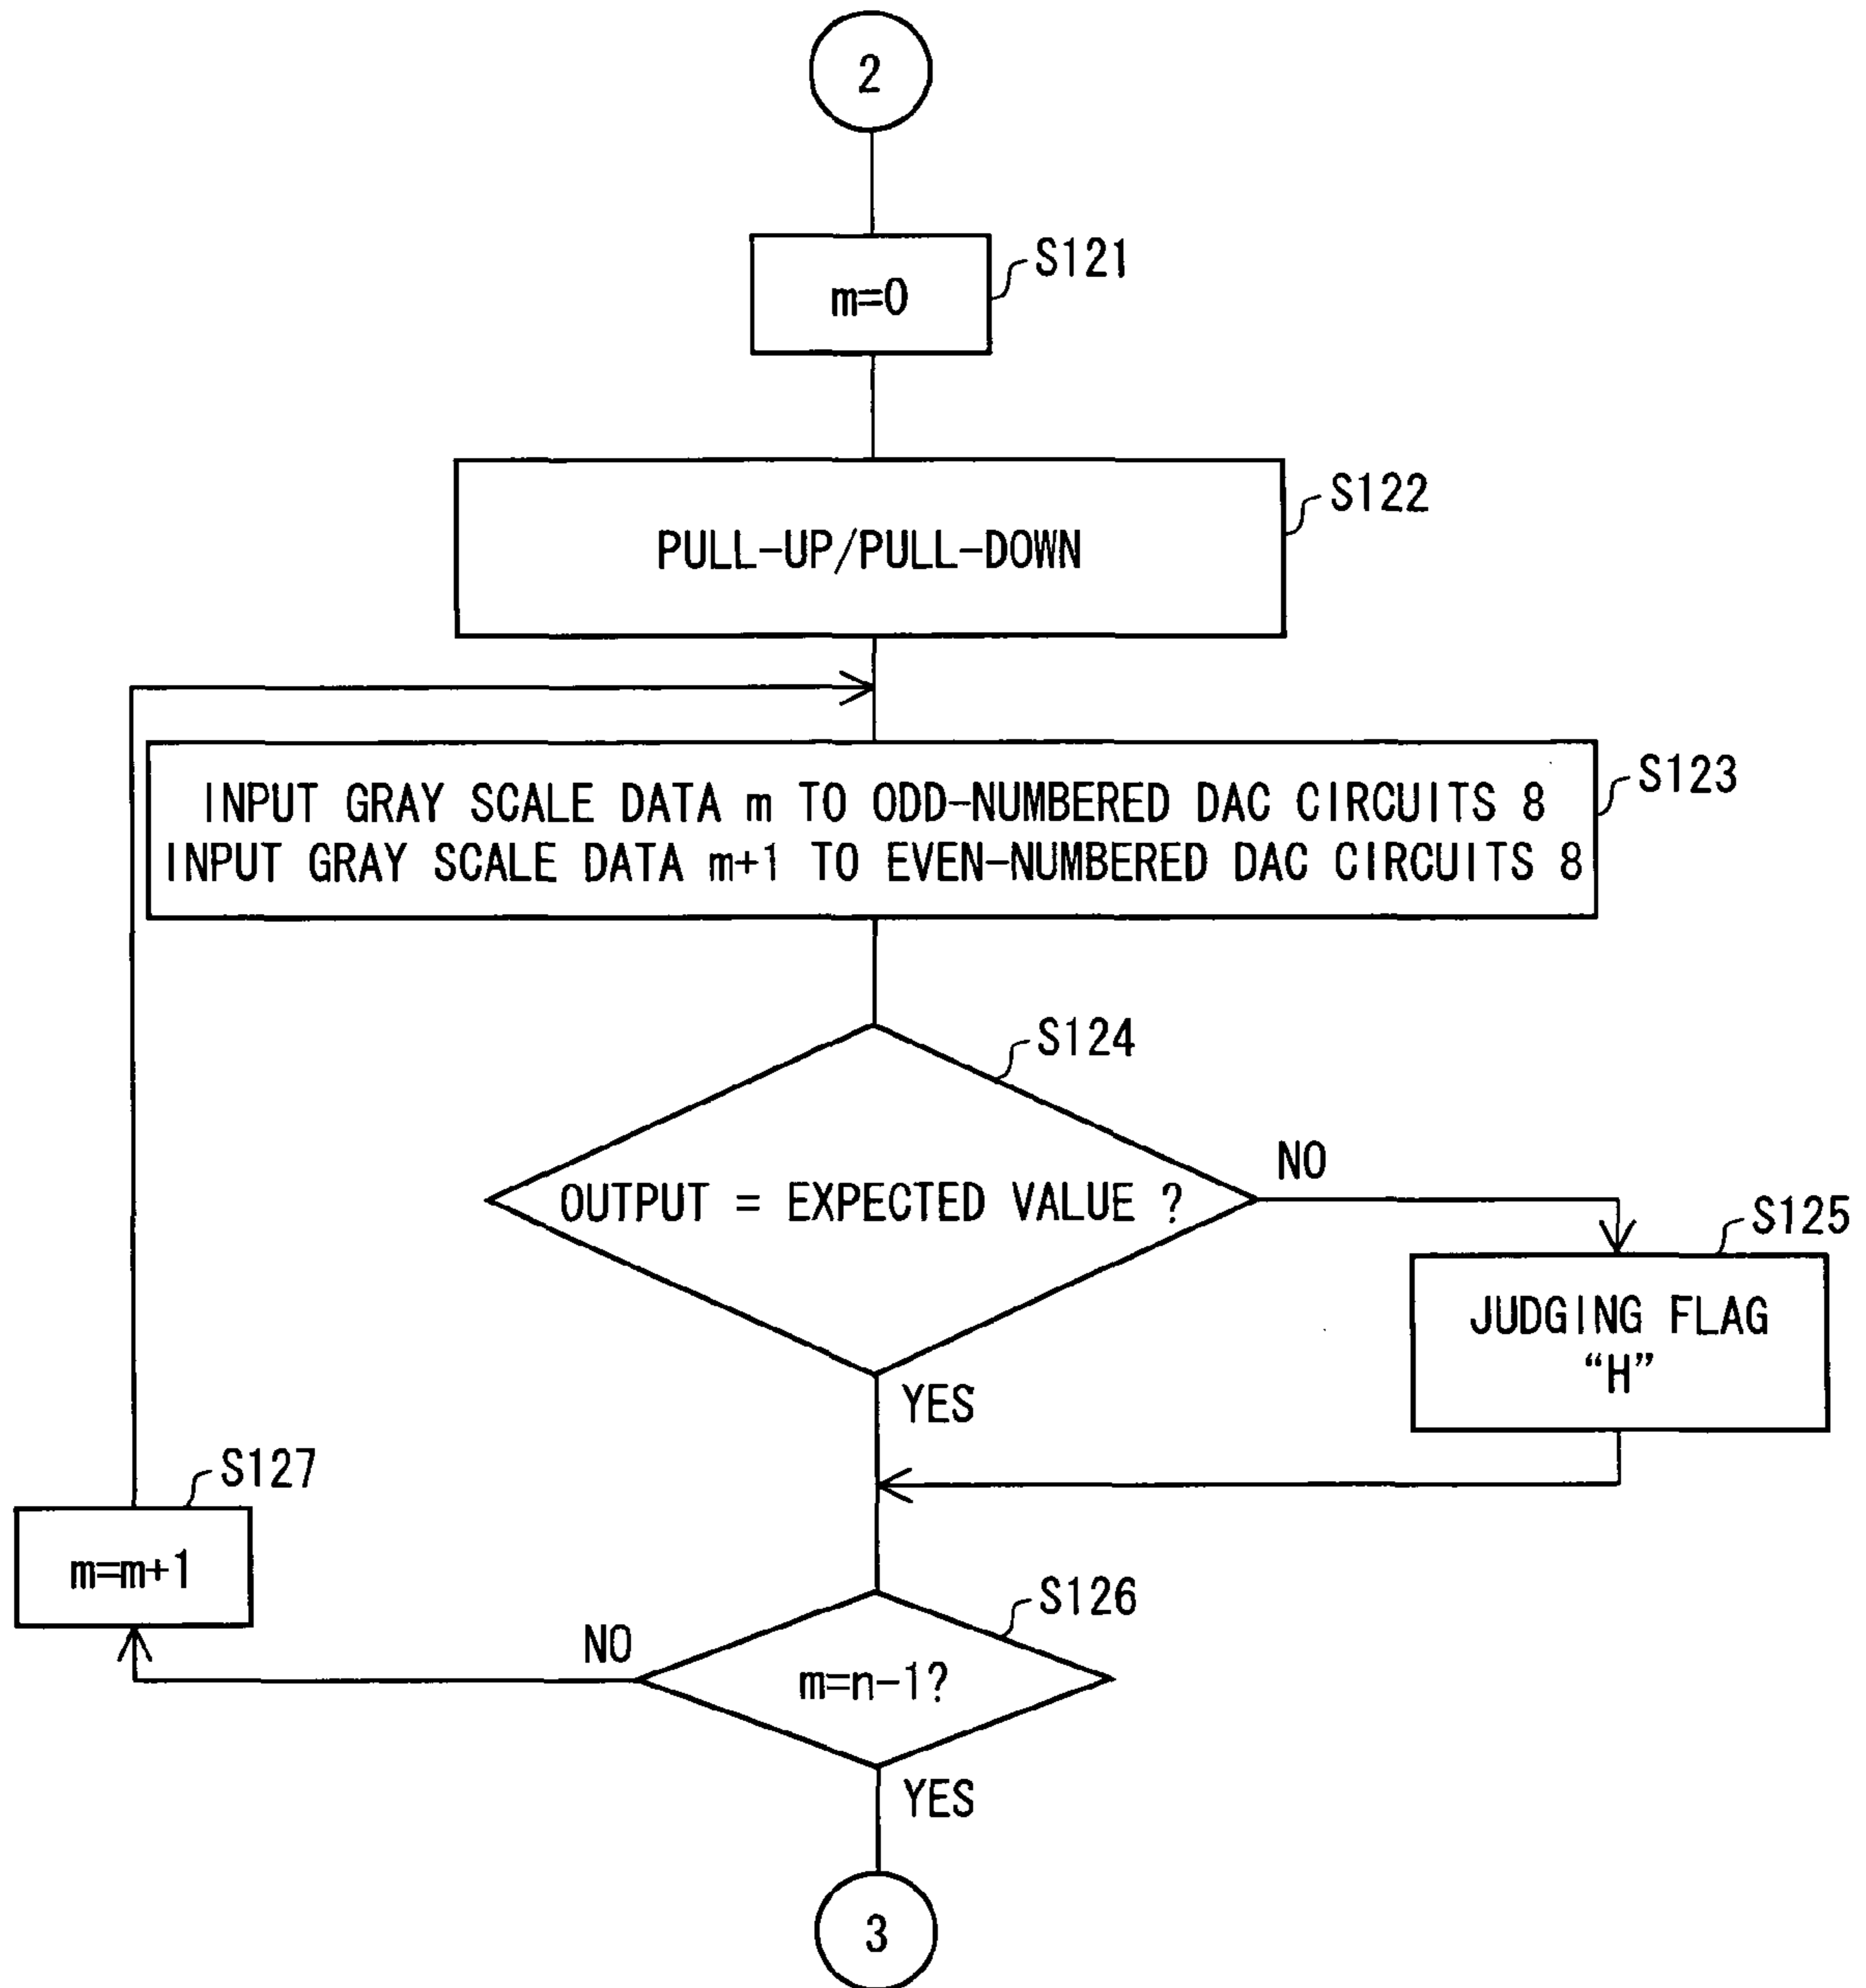 2
S121
m=0
S122
PULL-UP/PULL-DOWN
S123
INPUT GRAY SCALE DATA m TO ODD-NUMBERED DAC CIRCUITS 8
INPUT GRAY SCALE DATA m+1 TO EVEN-NUMBERED DAC CIRCUITS 8
S124
OUTPUT = EXPECTED VALUE ?
NO
S125
JUDGING FLAG
“H”
YES
S127
m=m+1
S126
NO
m=n-1?
YES
3